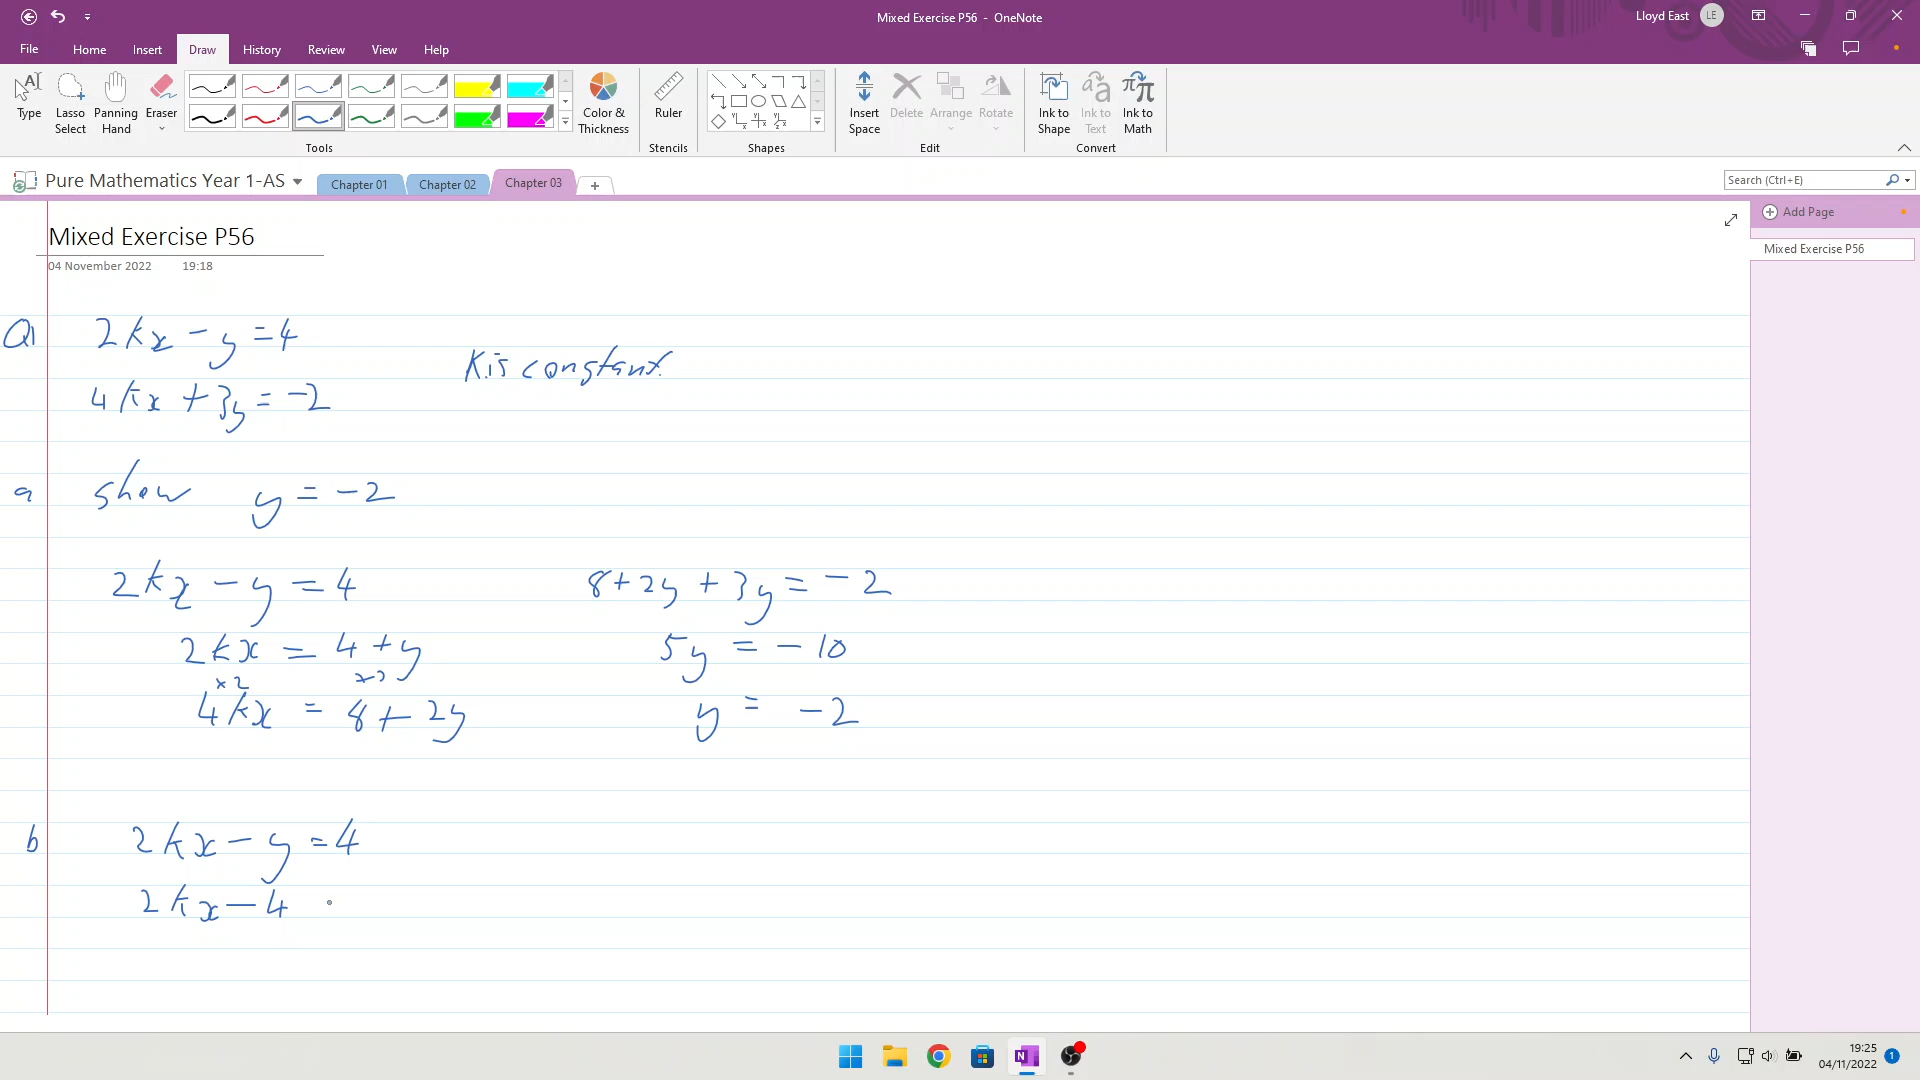 Mixed Exercise P56 - OneNote
Lloyd East LE
File Home Insert Draw History Review View Help
Type Lasso Select Panning Hand Eraser Color & Thickness Ruler Insert Space Delete Arrange Rotate Ink to Shape Ink to Text Ink to Math
Tools Stencils Shapes Edit Convert
Pure Mathematics Year 1-AS Chapter 01 Chapter 02 Chapter 03 Search (Ctrl+E)
Add Page
Mixed Exercise P56
Mixed Exercise P56
04 November 2022 19:18
Q1 2kx - y = 4
K is constant.
4kx + 3y = -2
a show y = -2
2kx - y = 4 8 + 2y + 3y = -2
2kx = 4 + y 5y = -10
×2 ×2
4kx = 8 + 2y y = -2
b 2kx - y = 4
2kx - 4
19:25
04/11/2022 1